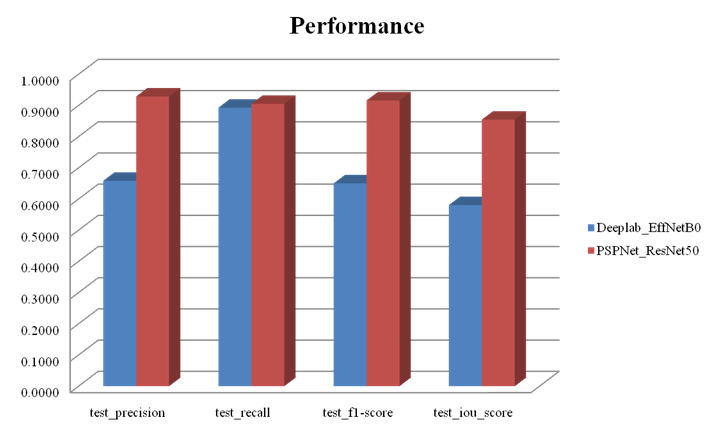 Performance
1.0000
0.9000
0.8000
0.7000
0.6000
0.5000
0.4000
0.3000
0.2000
0.1000
0.0000
test_precision
test_recall
test_f1-score
test_iou_score
Deeplab_EffNetB0
PSPNet_ResNet50